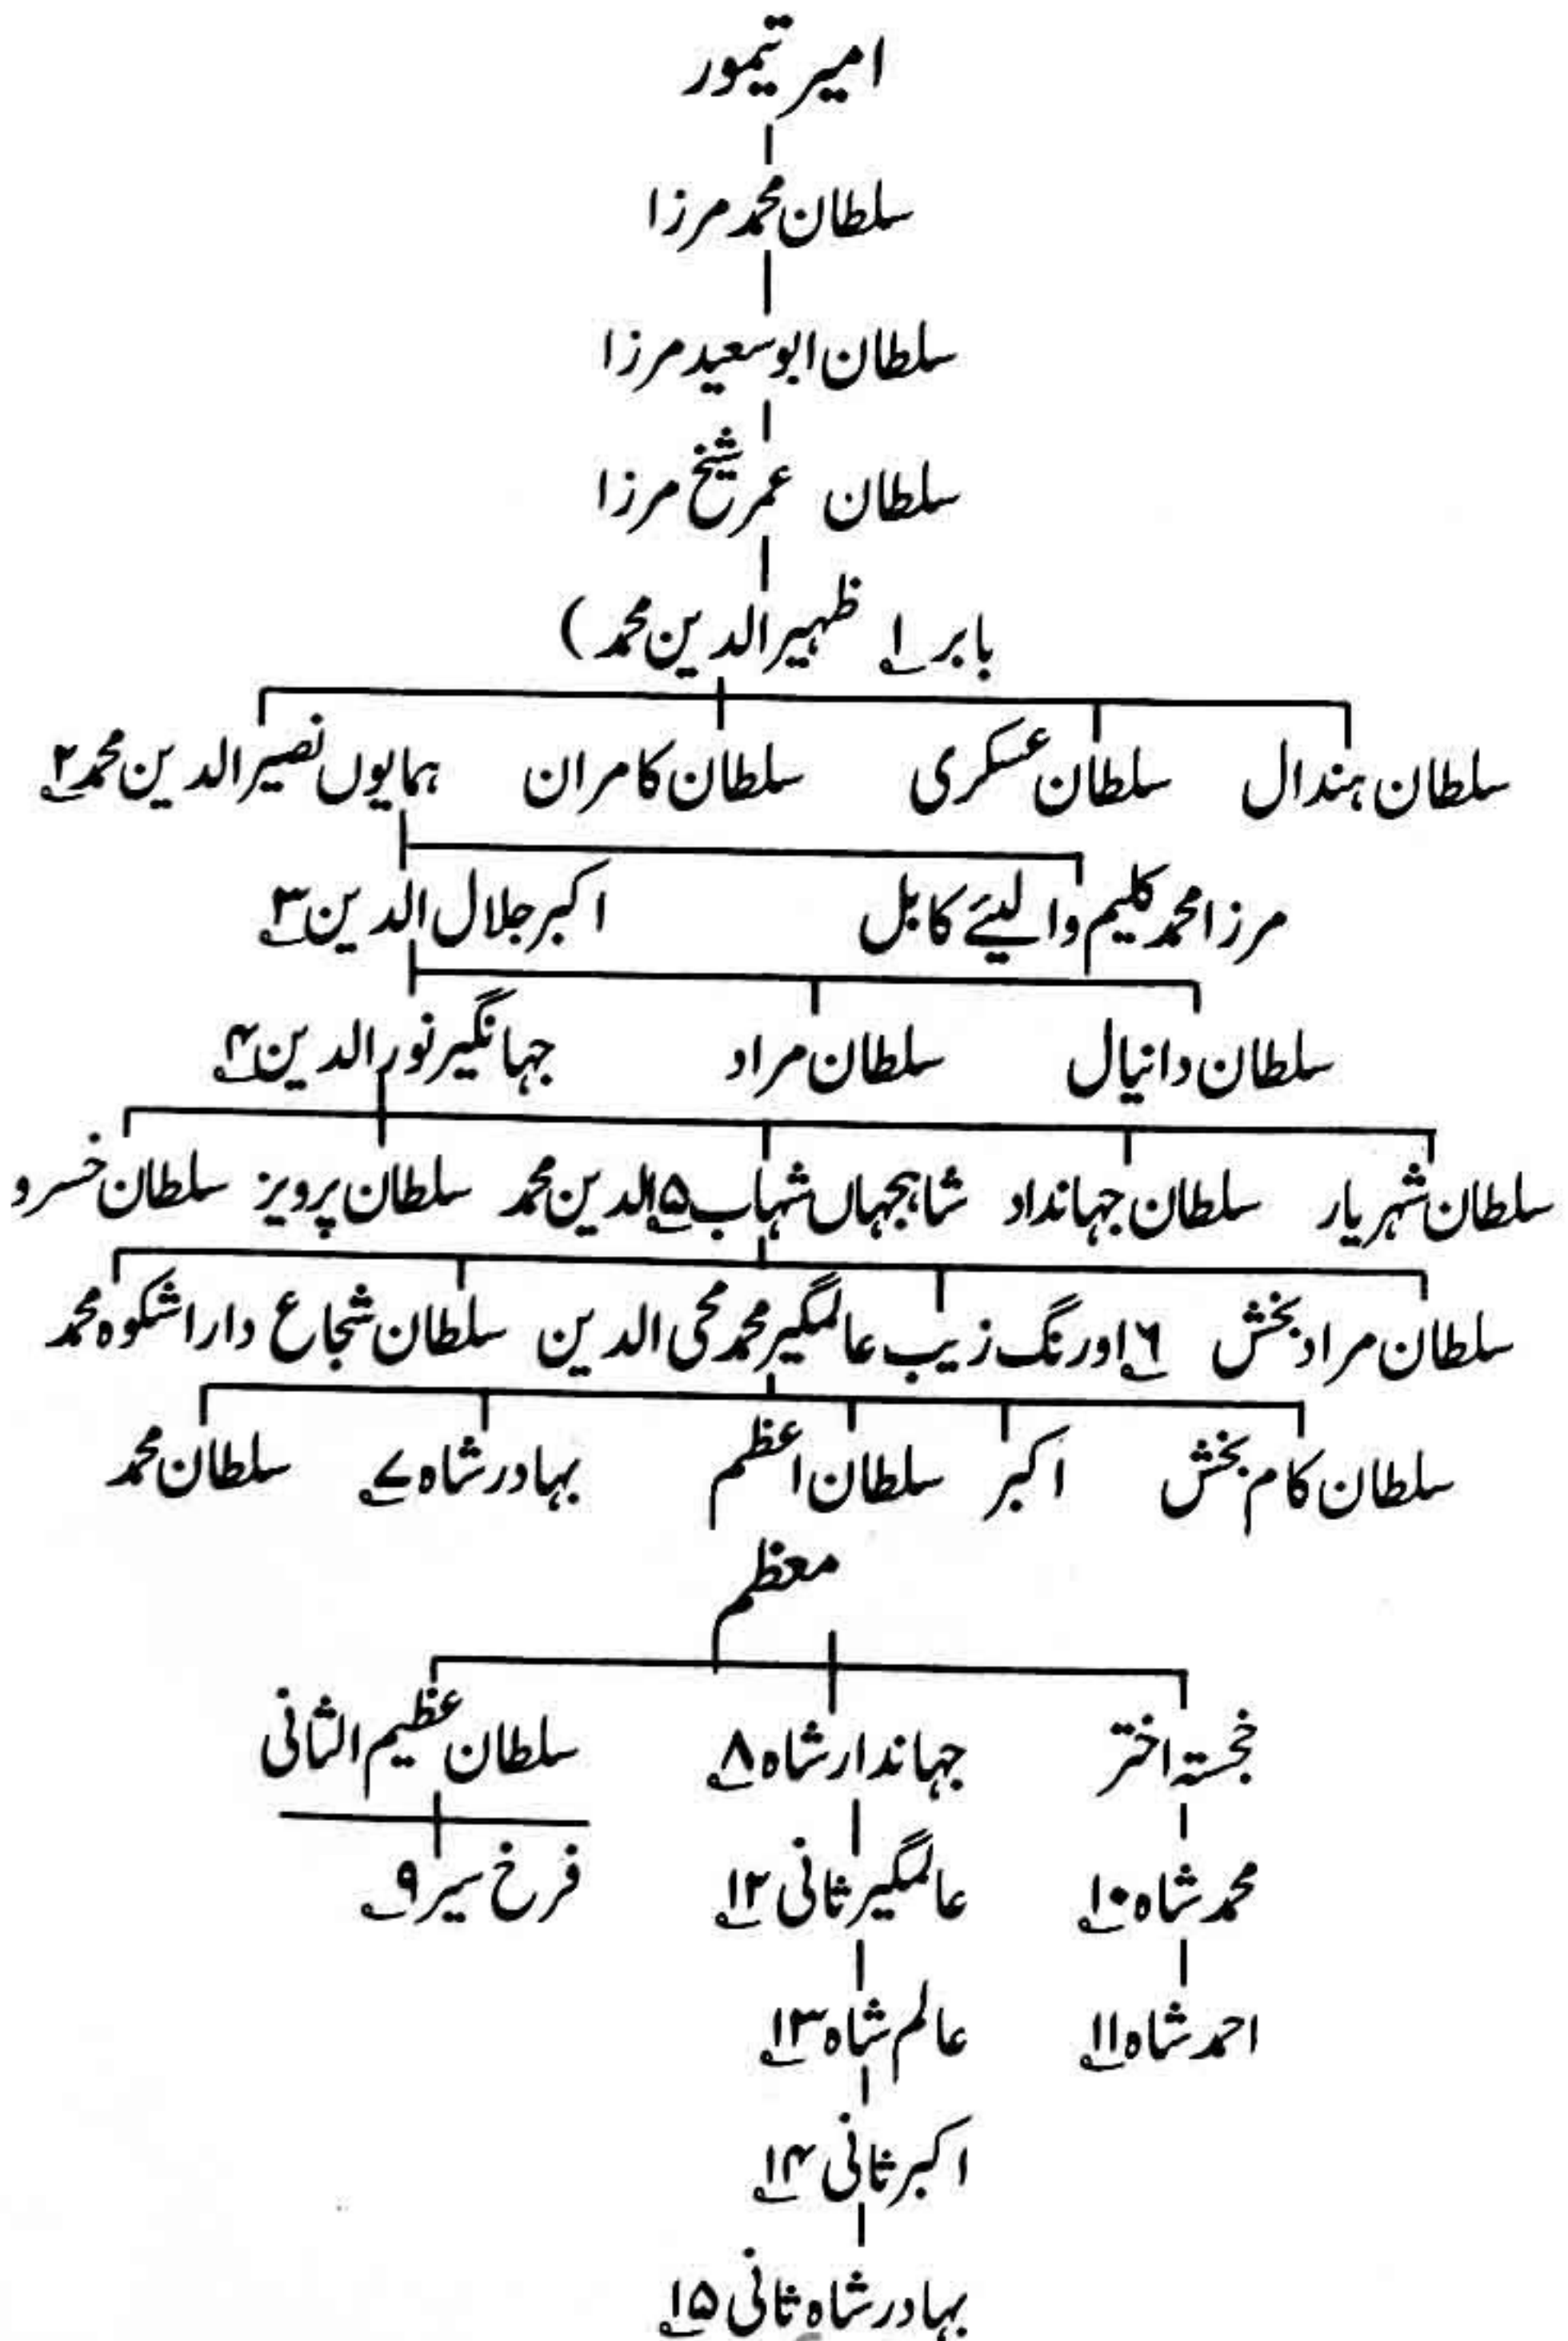 امیر تیمور
سلطان محمد مرزا
سلطان ابو سعید مرزا
سلطان عمر شیخ مرزا
بابر ۱ ظہیر الدین محمد)
سلطان ہندال سلطان عسکری سلطان کامران ہمایوں نصیر الدین محمد ۲
مرزا محمد کلیم والیئے کابل اکبر جلال الدین ۳
سلطان دانیال سلطان مراد جہانگیر نور الدین ۴
سلطان شہریار سلطان جہانداد شاہجہاں شہاب ۵ الدین محمد سلطان پرویز سلطان خسرو
سلطان مراد بخش ۶ اورنگ زیب عالمگیر محمد محی الدین سلطان شجاع دارا شکوہ محمد
سلطان کام بخش اکبر سلطان اعظم بہادر شاہ ۷ سلطان محمد
معظم
خجستہ اختر جہاندار شاہ ۸ سلطان عظیم الثانی
محمد شاہ ۱۰ عالمگیر ثانی ۱۲ فرخ سیر ۹
احمد شاہ ۱۱ عالم شاہ ۱۳
اکبر ثانی ۱۴
بہادر شاہ ثانی ۱۵